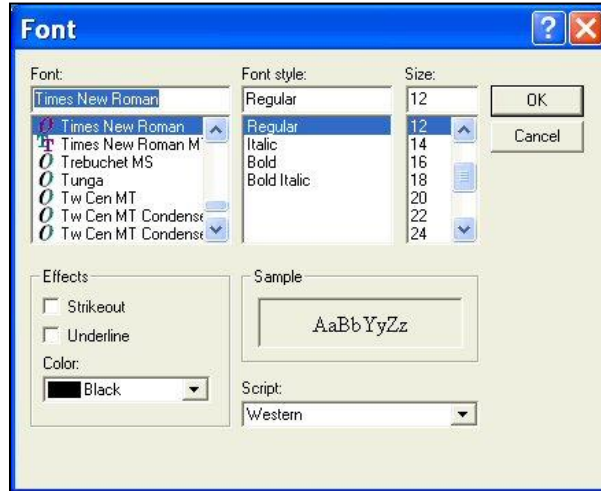 Font
Font:
Times New Roman
Times New Roman
Times New Roman M
Trebuchet MS
Tunga
Tw Cen MT
Tw Cen MT Condense
Tw Cen MT Condense
Font style:
Regular
Regular
Italic
Bold
Bold Italic
Size:
12
12
14
16
18
20
22
24
OK
Cancel
Effects
Strikeout
Underline
Color:
Black
Sample
AaBbYyZz
Script:
Western